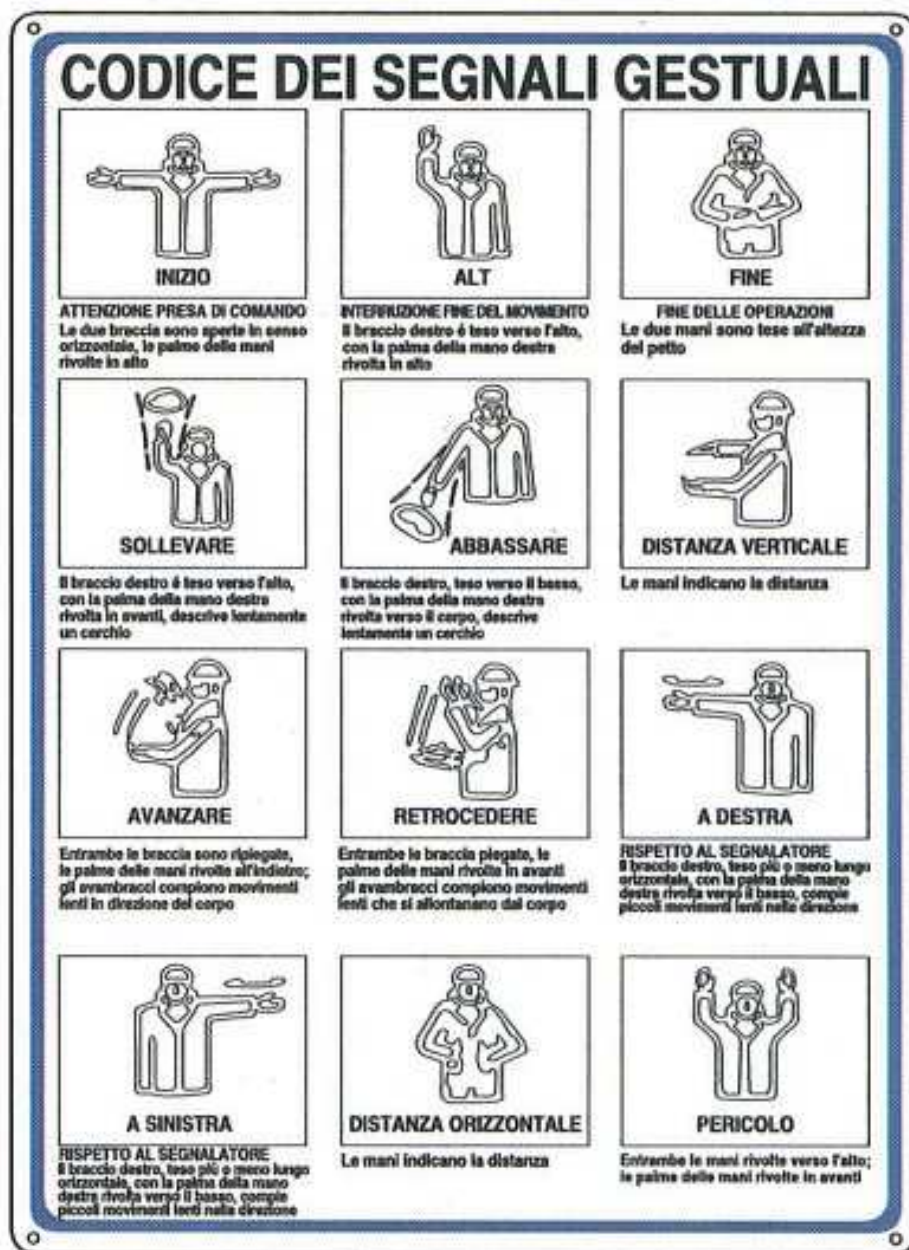 CODICE DEI SEGNALI GESTUALI
INIZIO
ATTENZIONE PRESA DI COMANDO
Le due braccia sono aperte in senso
orizzontale, le palme delle mani
rivolte in alto
ALT
INTERRUZIONE FINE DEL MOVIMENTO
Il braccio destro é teso verso l'alto,
con la palma della mano destra
rivolta in alto
FINE
FINE DELLE OPERAZIONI
Le due mani sono tese all'altezza
del petto
SOLLEVARE
Il braccio destro é teso verso l'alto,
con la palma della mano destra
rivolta in avanti, descrive lentamente
un cerchio
ABBASSARE
Il braccio destro, teso verso il basso,
con la palma della mano destra
rivolta verso il corpo, descrive
lentamente un cerchio
DISTANZA VERTICALE
Le mani indicano la distanza
AVANZARE
Entrambe le braccia sono ripiegate,
le palme delle mani rivolte all'indietro;
gli avambracci compiono movimenti
lenti in direzione del corpo
RETROCEDERE
Entrambe le braccia piegate, le
palme delle mani rivolte in avanti
gli avambracci compiono movimenti
lenti che si allontanano dal corpo
A DESTRA
RISPETTO AL SEGNALATORE
Il braccio destro, teso più o meno lungo
orizzontale, con la palma della mano
destra rivolta verso il basso, compie
piccoli movimenti lenti nella direzione
A SINISTRA
RISPETTO AL SEGNALATORE
Il braccio destro, teso più o meno lungo
orizzontale, con la palma della mano
destra rivolta verso il basso, compie
piccoli movimenti lenti nella direzione
DISTANZA ORIZZONTALE
Le mani indicano la distanza
PERICOLO
Entrambe le mani rivolte verso l'alto;
le palme delle mani rivolte in avanti